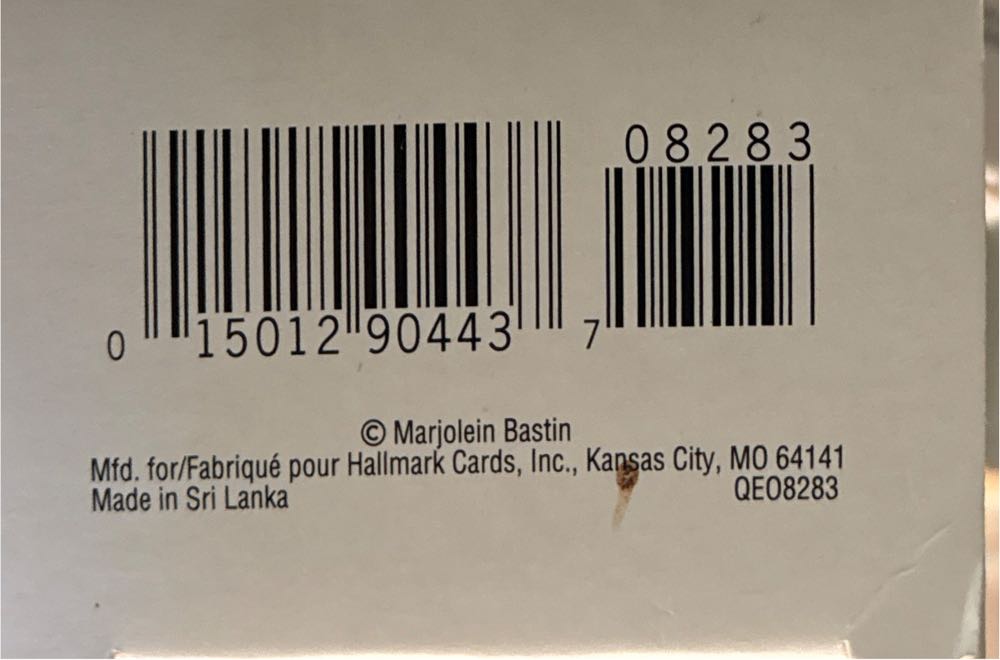 08283
0 15012 90443 7
© Marjolein Bastin
Mfd. for/Fabriqué pour Hallmark Cards, Inc., Kansas City, MO 64141
Made in Sri Lanka QEO8283